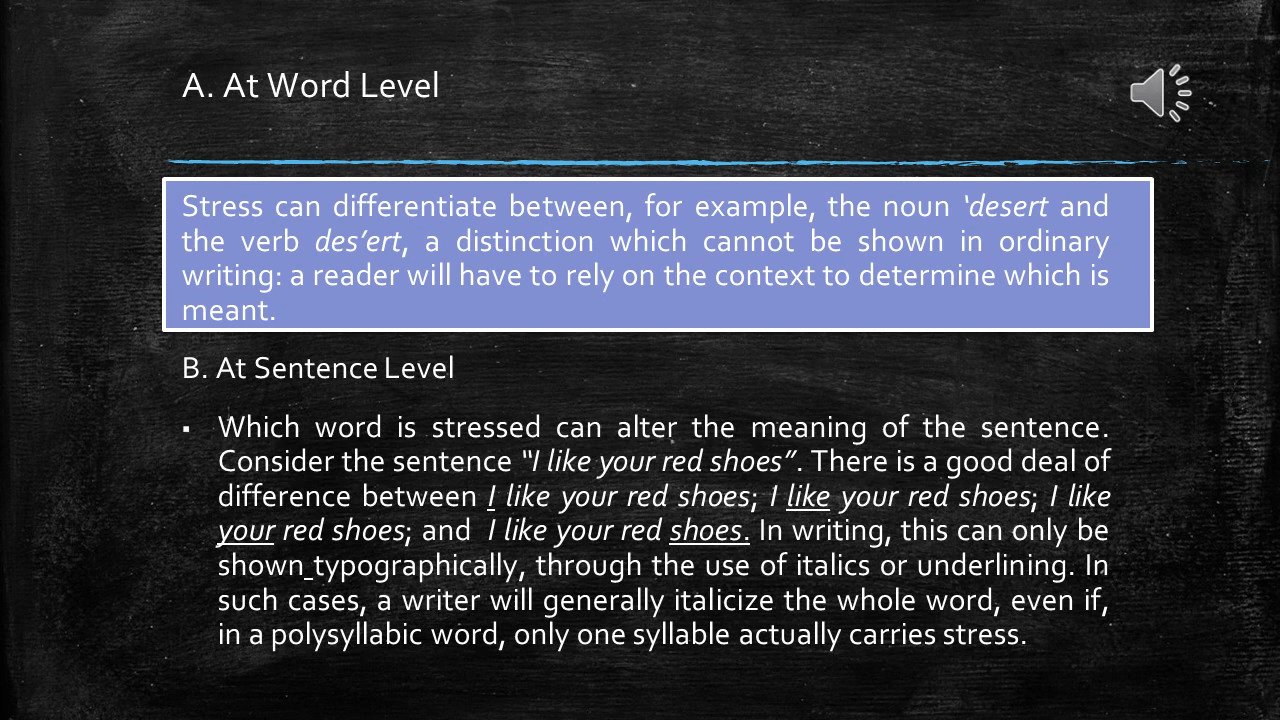 A. At Word Level
Stress can differentiate between, for example, the noun ‘desert and
the verb des’ert, a distinction which cannot be shown in ordinary
writing: a reader will have to rely on the context to determine which is
meant.
B. At Sentence Level
▪ Which word is stressed can alter the meaning of the sentence.
Consider the sentence “I like your red shoes”. There is a good deal of
difference between I like your red shoes; I like your red shoes; I like
your red shoes; and I like your red shoes. In writing, this can only be
shown typographically, through the use of italics or underlining. In
such cases, a writer will generally italicize the whole word, even if,
in a polysyllabic word, only one syllable actually carries stress.